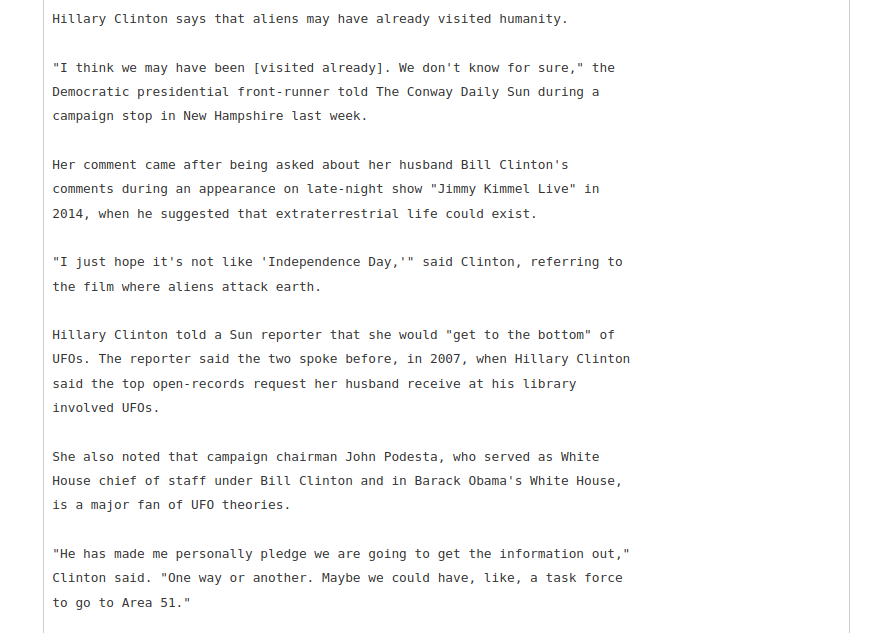 Hillary Clinton says that aliens may have already visited humanity.
"I think we may have been [visited already]. We don't know for sure," the
Democratic presidential front-runner told The Conway Daily Sun during a
campaign stop in New Hampshire last week.
Her comment came after being asked about her husband Bill Clinton's
comments during an appearance on late-night show "Jimmy Kimmel Live" in
2014, when he suggested that extraterrestrial life could exist.
"I just hope it's not like 'Independence Day,'" said Clinton, referring to
the film where aliens attack earth.
Hillary Clinton told a Sun reporter that she would "get to the bottom" of
UFOs. The reporter said the two spoke before, in 2007, when Hillary Clinton
said the top open-records request her husband receive at his library
involved UFOs.
She also noted that campaign chairman John Podesta, who served as White
House chief of staff under Bill Clinton and in Barack Obama's White House,
is a major fan of UFO theories.
"He has made me personally pledge we are going to get the information out,"
Clinton said. "One way or another. Maybe we could have, like, a task force
to go to Area 51."